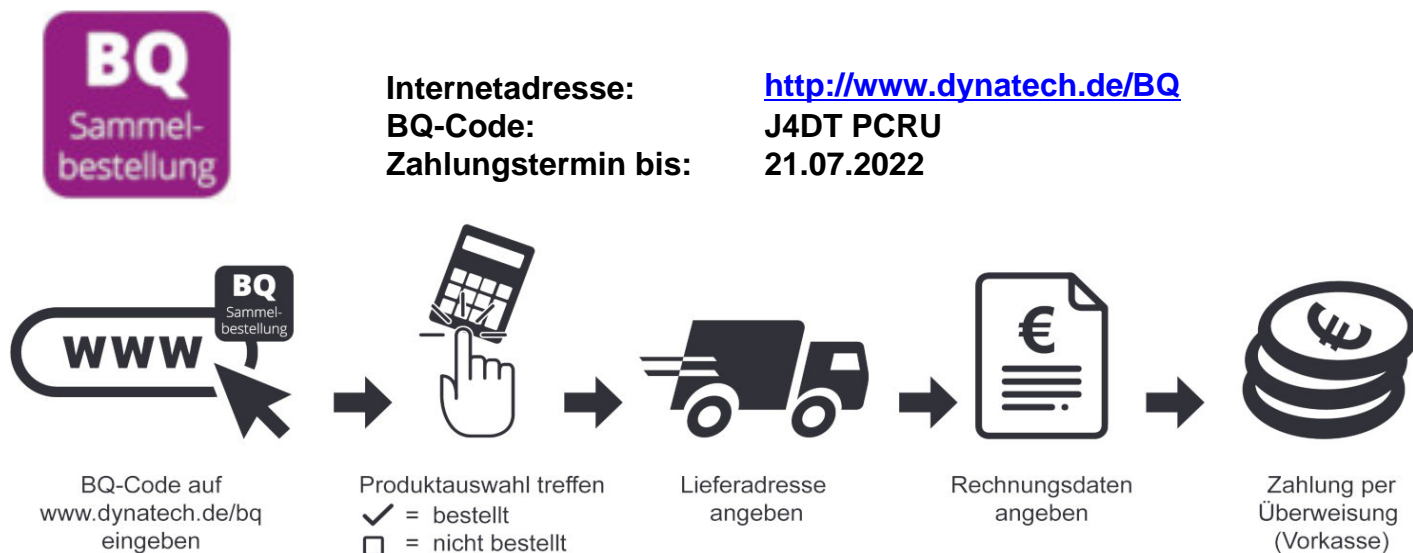 BQ
Sammel-
bestellung
Internetadresse: http://www.dynatech.de/BQ
BQ-Code: J4DT PCRU
Zahlungstermin bis: 21.07.2022
BQ
Sammel-
bestellung
WWW
€
€
BQ-Code auf
www.dynatech.de/bq
eingeben
Produktauswahl treffen
✓ = bestellt
□ = nicht bestellt
Lieferadresse
angeben
Rechnungsdaten
angeben
Zahlung per
Überweisung
(Vorkasse)